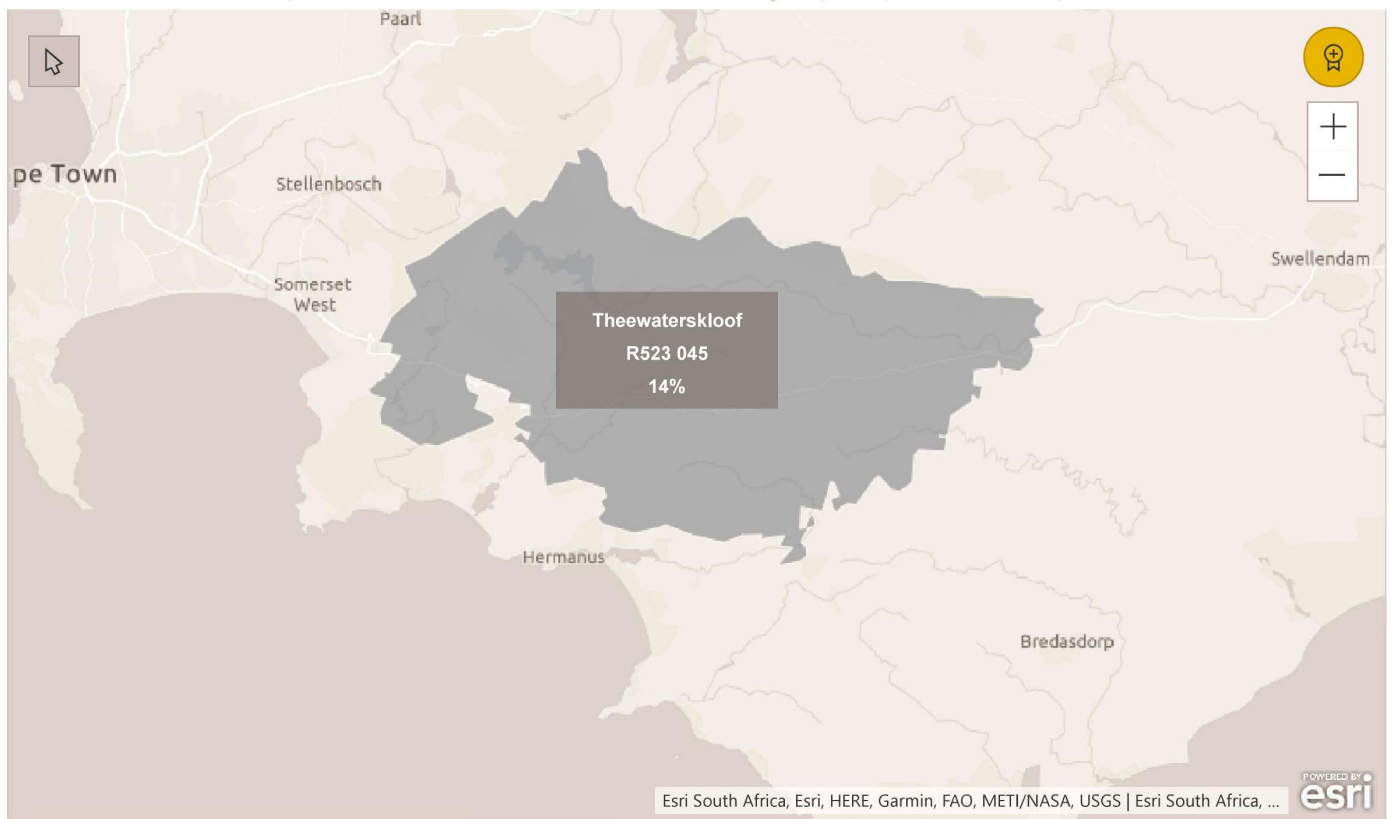 Paarl
pe Town
Stellenbosch
Swellendam
Somerset
West
Theewaterskloof
R523 045
14%
Hermanus
Bredasdorp
POWERED BY
esri
Esri South Africa, Esri, HERE, Garmin, FAO, METI/NASA, USGS | Esri South Africa, ...